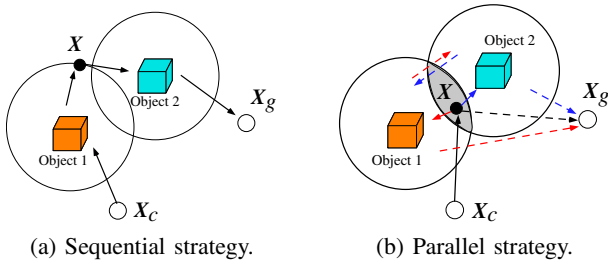 X
Object 2
X_g
Object 1
X_c
(a) Sequential strategy.
Object 2
X
X_g
Object 1
X_c
(b) Parallel strategy.